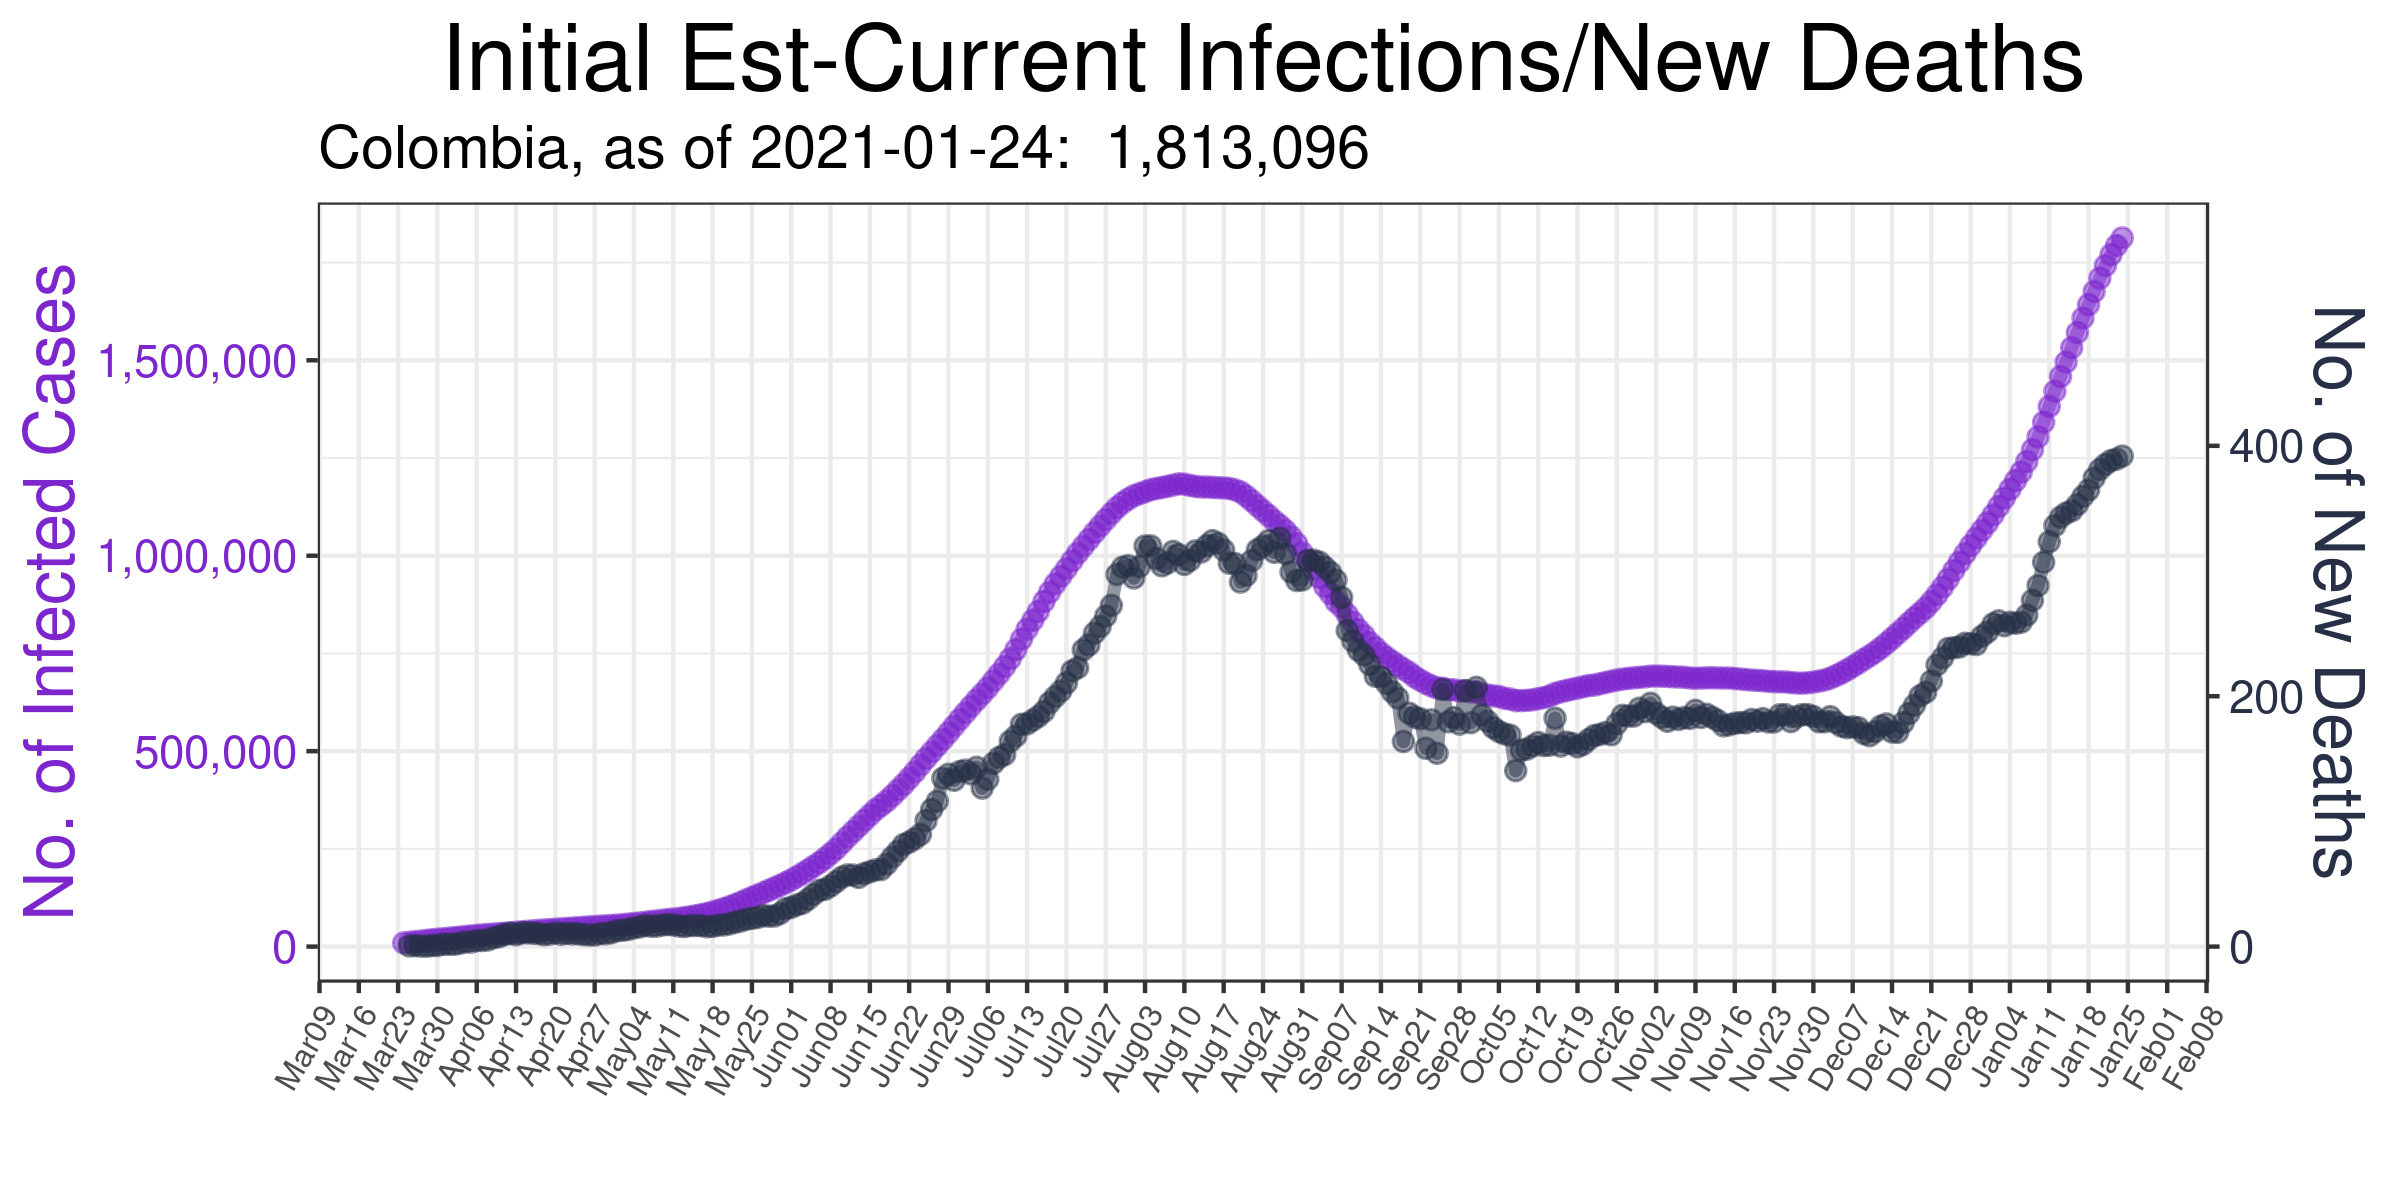 Initial Est-Current Infections/New Deaths
Colombia, as of 2021-01-24:  1,813,096
No. of Infected Cases
1,500,000
1,000,000
500,000
0
400
200
0
No. of New Deaths
Mar09
Mar16
Mar23
Mar30
Apr06
Apr13
Apr20
Apr27
May04
May11
May18
May25
Jun01
Jun08
Jun15
Jun22
Jun29
Jul06
Jul13
Jul20
Jul27
Aug03
Aug10
Aug17
Aug24
Aug31
Sep07
Sep14
Sep21
Sep28
Oct05
Oct12
Oct19
Oct26
Nov02
Nov09
Nov16
Nov23
Nov30
Dec07
Dec14
Dec21
Dec28
Jan04
Jan11
Jan18
Jan25
Feb01
Feb08